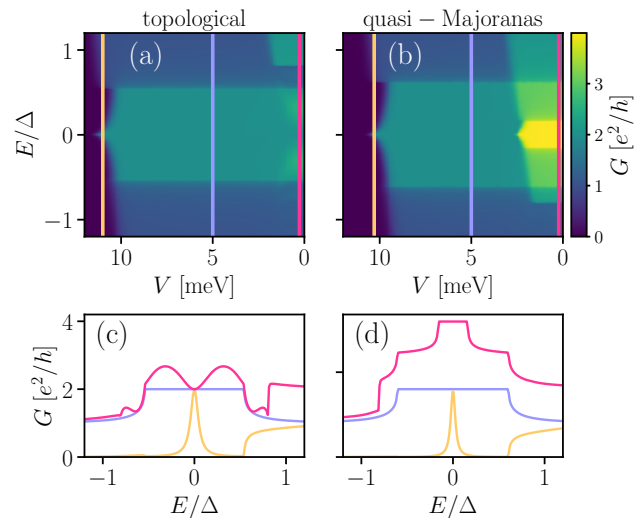 topological
quasi − Majoranas
(a)
(b)
E/Δ
1
0
−1
10
5
0
V [meV]
10
5
0
V [meV]
3
2
1
0
G [e²/h]
(c)
(d)
G [e²/h]
4
2
0
−1
0
1
E/Δ
−1
0
1
E/Δ